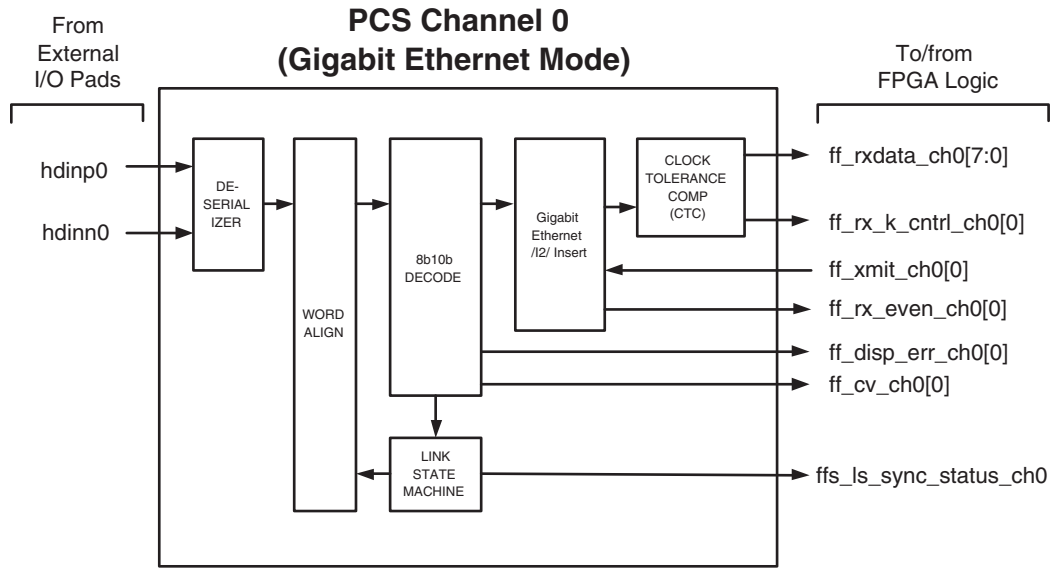 PCS Channel 0
(Gigabit Ethernet Mode)
From
External
I/O Pads
To/from
FPGA Logic
hdinp0
hdinn0
DE-
SERIAL
IZER
WORD
ALIGN
8b10b
DECODE
Gigabit
Ethernet
/I2/ Insert
CLOCK
TOLERANCE
COMP
(CTC)
LINK
STATE
MACHINE
ff_rxdata_ch0[7:0]
ff_rx_k_cntrl_ch0[0]
ff_xmit_ch0[0]
ff_rx_even_ch0[0]
ff_disp_err_ch0[0]
ff_cv_ch0[0]
ffs_ls_sync_status_ch0